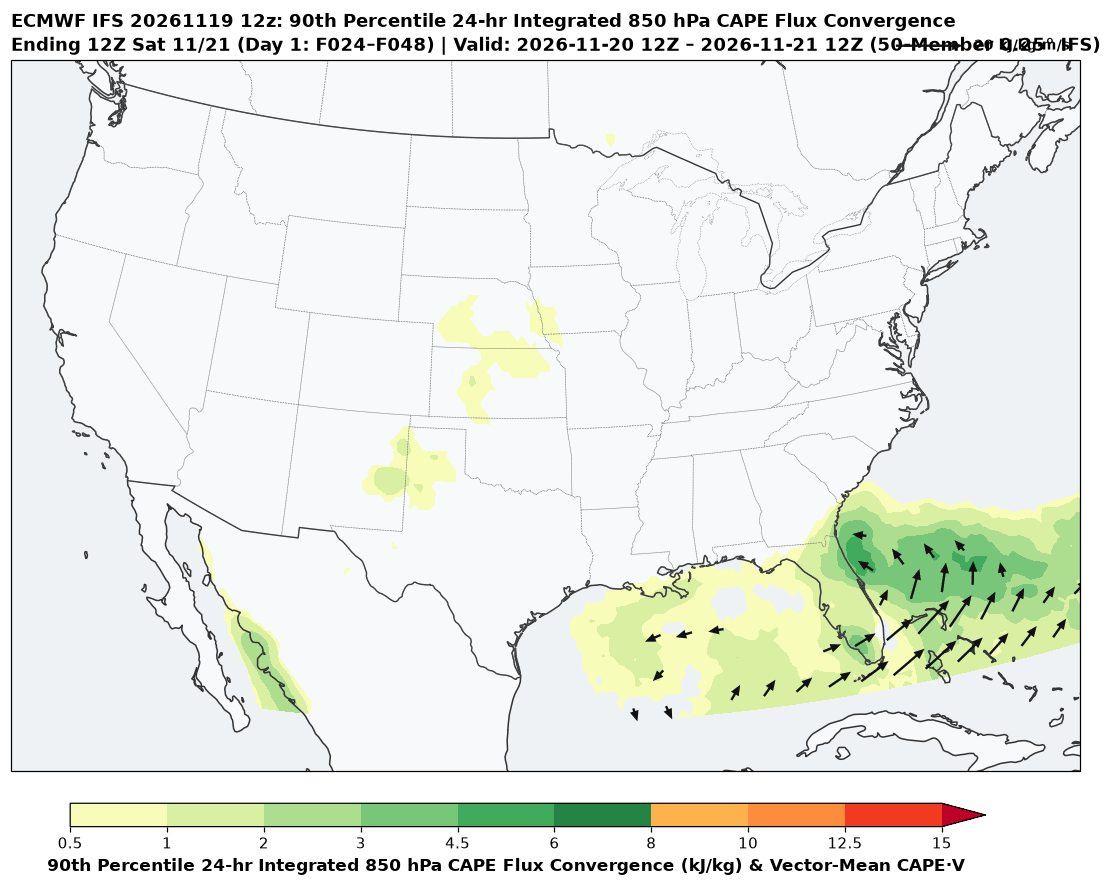 ECMWF IFS 20261119 12z: 90th Percentile 24-hr Integrated 850 hPa CAPE Flux Convergence
Ending 12Z Sat 11/21 (Day 1: F024–F048) | Valid: 2026-11-20 12Z – 2026-11-21 12Z (50-Member 0.25° IFS)
0.5 1 2 3 4.5 6 8 10 12.5 15
90th Percentile 24-hr Integrated 850 hPa CAPE Flux Convergence (kJ/kg) & Vector-Mean CAPE·V